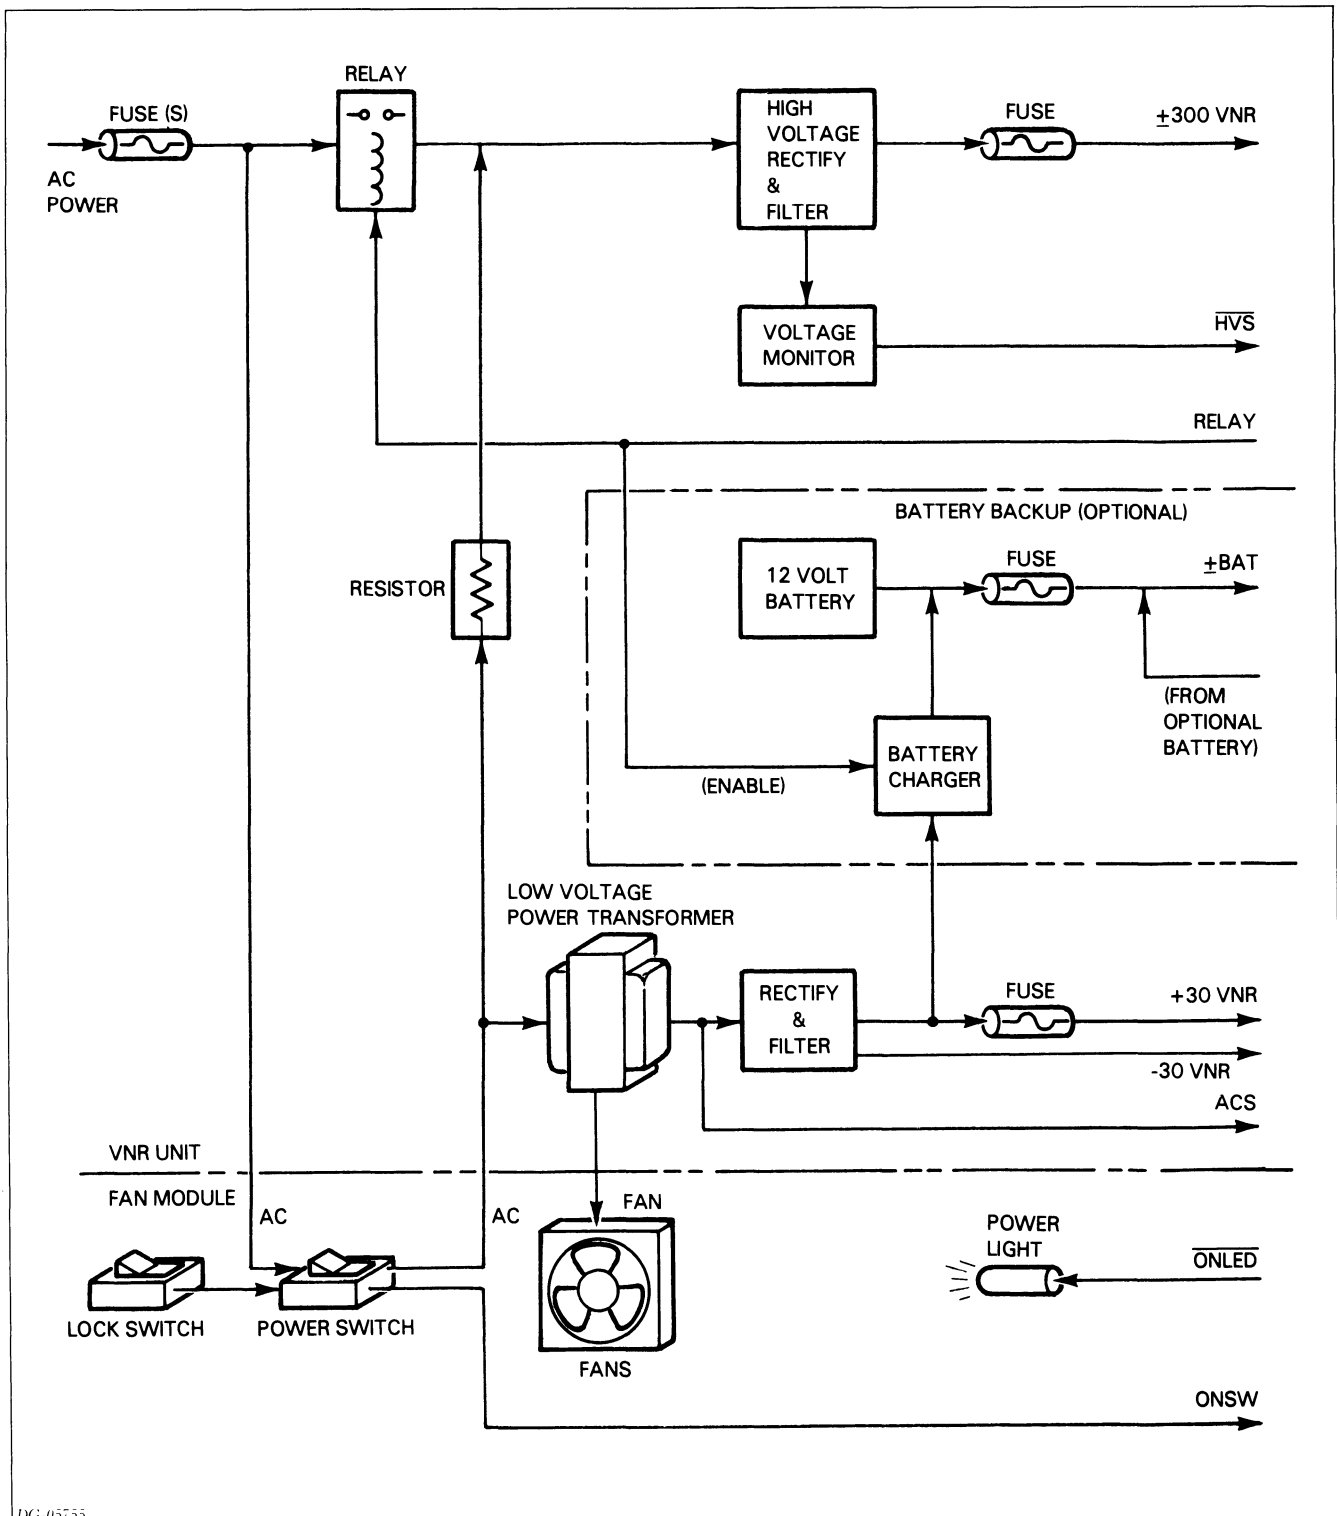 RELAY
FUSE (S)
AC
POWER
HIGH
VOLTAGE
RECTIFY
&
FILTER
FUSE
±300 VNR
VOLTAGE
MONITOR
HVS
RELAY
BATTERY BACKUP (OPTIONAL)
RESISTOR
12 VOLT
BATTERY
FUSE
±BAT
(FROM
OPTIONAL
BATTERY)
BATTERY
CHARGER
(ENABLE)
LOW VOLTAGE
POWER TRANSFORMER
RECTIFY
&
FILTER
FUSE
+30 VNR
-30 VNR
ACS
VNR UNIT
FAN MODULE
AC
AC
FAN
POWER
LIGHT
ONLED
LOCK SWITCH
POWER SWITCH
FANS
ONSW